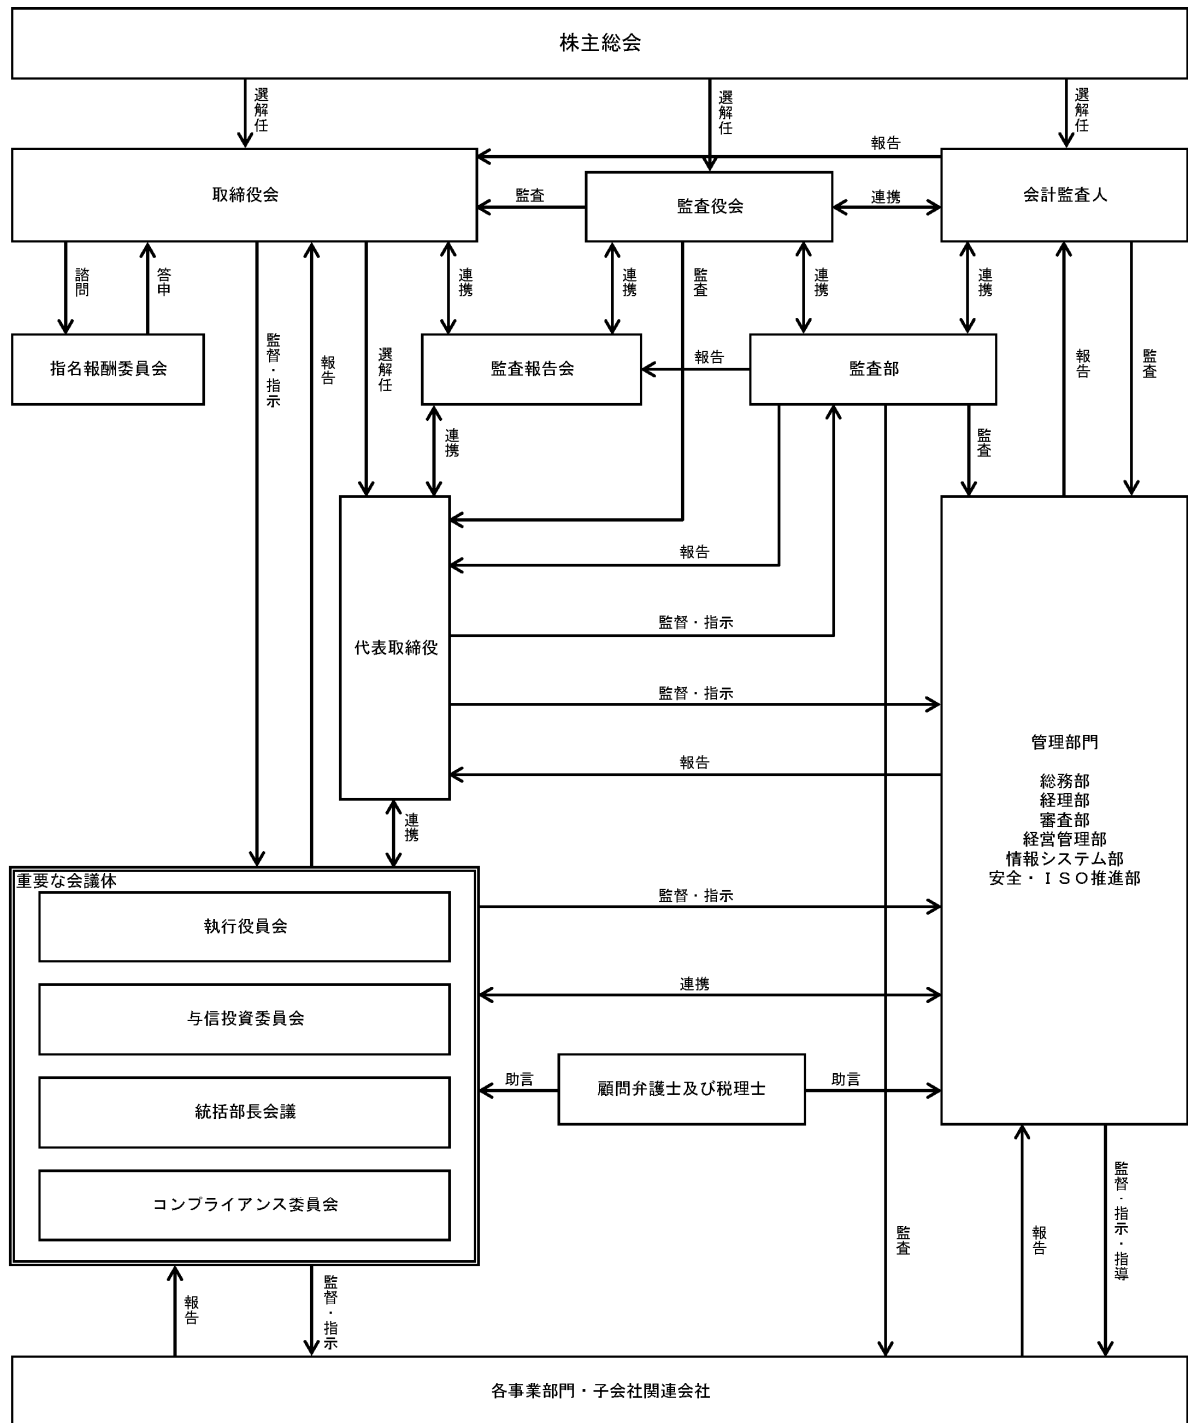 株主総会
選解任
選解任
選解任
報告
取締役会
監査
監査役会
連携
会計監査人
諮問
答申
連携
連携
監査
連携
連携
監督・指示
報告
選解任
指名報酬委員会
監査報告会
報告
監査部
報告
監査
連携
監査
報告
監督・指示
代表取締役
監督・指示
報告
管理部門
総務部
経理部
審査部
経営管理部
情報システム部
安全・ISO推進部
連携
重要な会議体
執行役員会
監督・指示
与信投資委員会
連携
助言
顧問弁護士及び税理士
助言
統括部長会議
コンプライアンス委員会
監査
報告
監督・指示・指導
報告
監督・指示
各事業部門・子会社関連会社